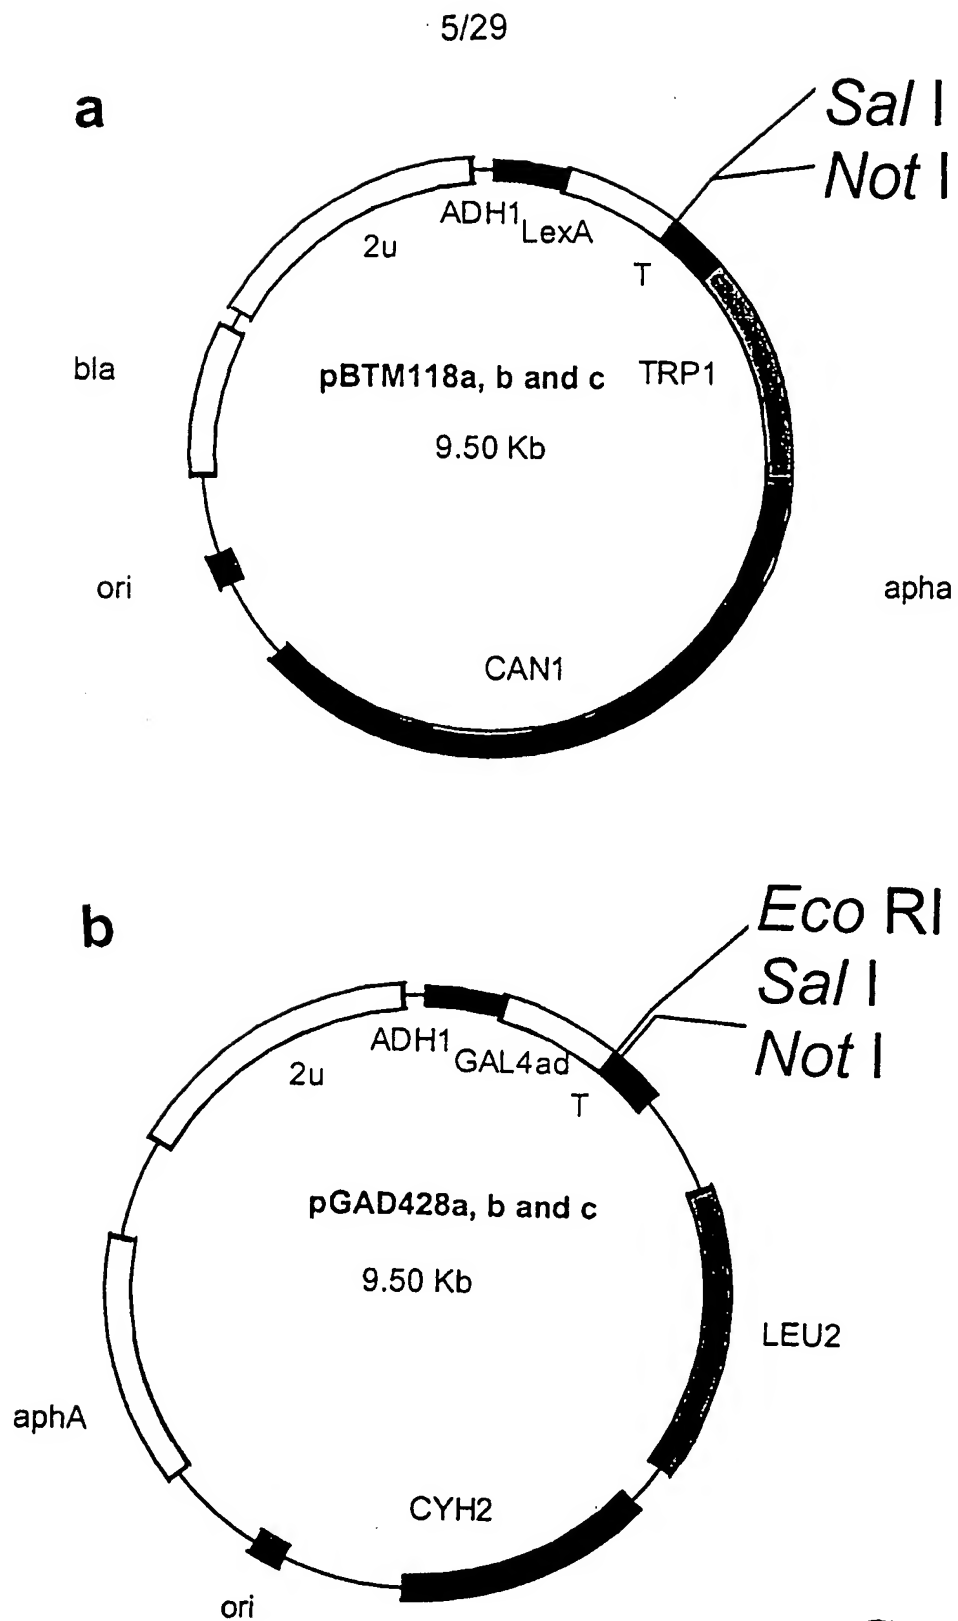 5/29
a
Sal I
Not I
ADH1
LexA
2u
T
bla
pBTM118a, b and c
TRP1
9.50 Kb
ori
apha
CAN1
b
Eco RI
Sal I
Not I
ADH1
GAL4ad
2u
T
pGAD428a, b and c
9.50 Kb
LEU2
aphA
CYH2
ori